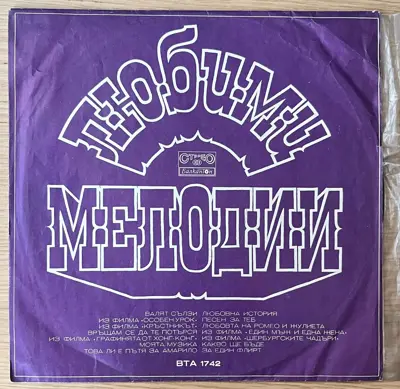 ЛЮБИМИ
СТЕРЕО
Балкантон
МЕЛОДИИ
ВАЛЯТ СЪЛЗИ ЛЮБОВНА ИСТОРИЯ
ИЗ ФИЛМА «ОСОБЕН УРОК» ПЕСЕН ЗА ТЕБ
ИЗ ФИЛМА «КРЪСТНИКЪТ» ЛЮБОВТА НА РОМЕО И ЖУЛИЕТА
ВРЪЩАМ СЕ ДА ТЕ ПОТЪРСЯ ИЗ ФИЛМА «ЕДИН МЪЖ И ЕДНА ЖЕНА»
ИЗ ФИЛМА «ГРАФИНЯТА ОТ ХОНГ-КОНГ» ИЗ ФИЛМА «ШЕРБУРГСКИТЕ ЧАДЪРИ»
МОЯТА МУЗИКА КАКВО ЩЕ БЪДЕ
ТОВА ЛИ Е ПЪТЯ ЗА АМАРИЛО ЗА ЕДИН ФЛИРТ
ВТА 1742